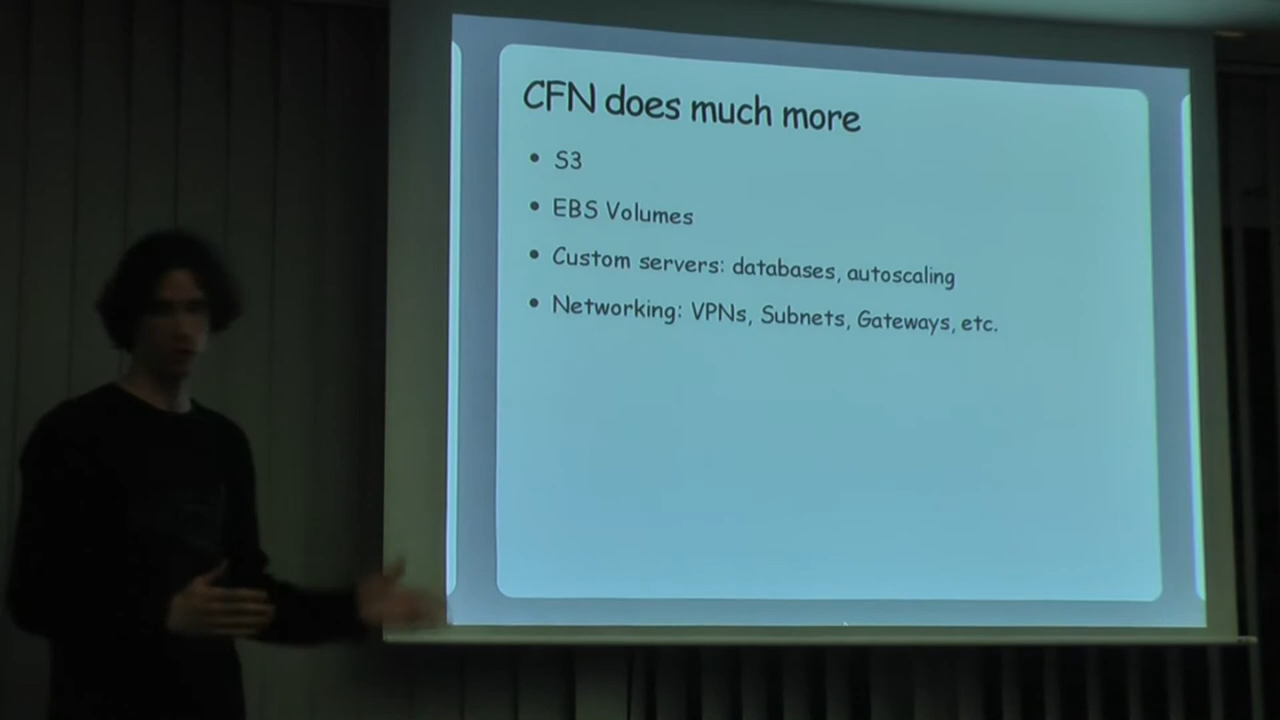 CFN does much more
• S3
• EBS Volumes
• Custom servers: databases, autoscaling
• Networking: VPNs, Subnets, Gateways, etc.